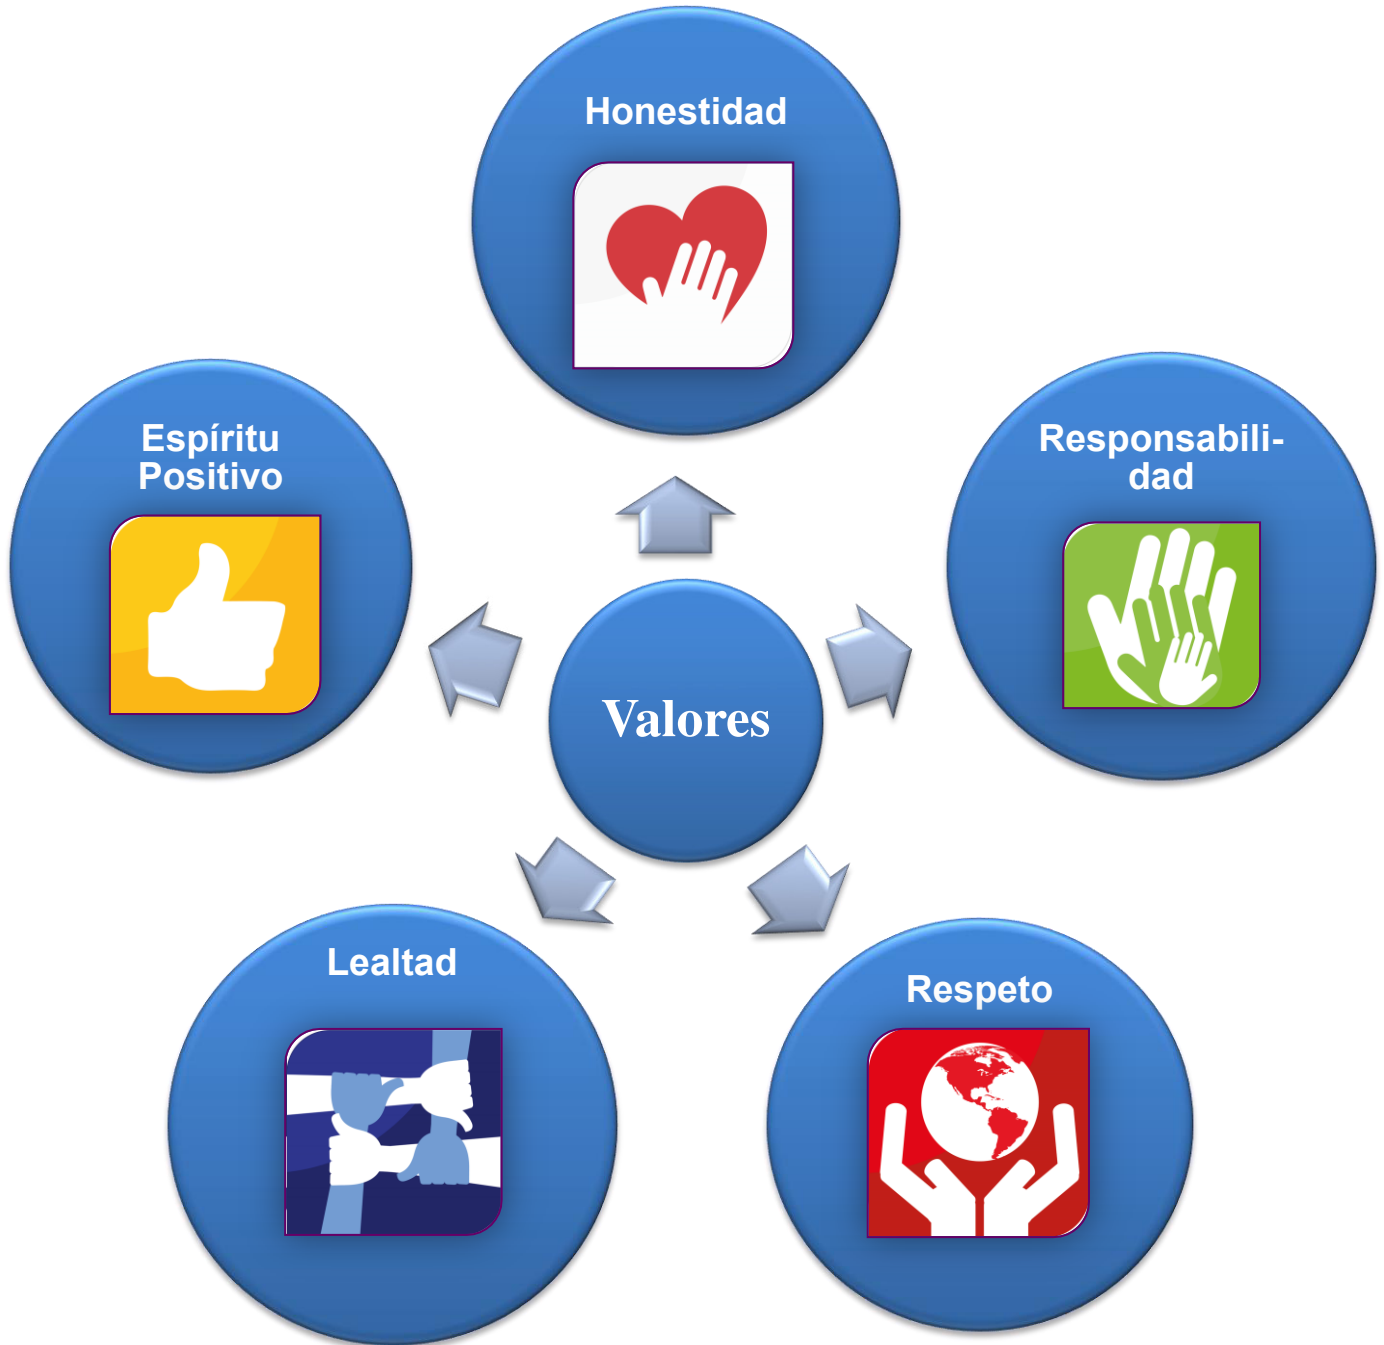 Honestidad
Espíritu
Positivo
Responsabili-
dad
Valores
Lealtad
Respeto